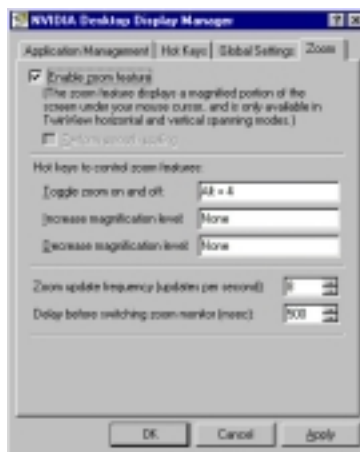 NVIDIA Desktop Display Manager
Application Management Hot Keys Global Settings Zoom
Enable zoom feature
(The zoom feature displays a magnified portion of the
screen under your mouse cursor, and is only available in
TwinView horizontal and vertical spanning modes.)
Hot keys to control zoom features:
Toggle zoom on and off:
Increase magnification level: None
Decrease magnification level: None
Zoom update frequency (updates per second):
Delay before switching zoom monitor (msec): 500
OK Cancel Apply